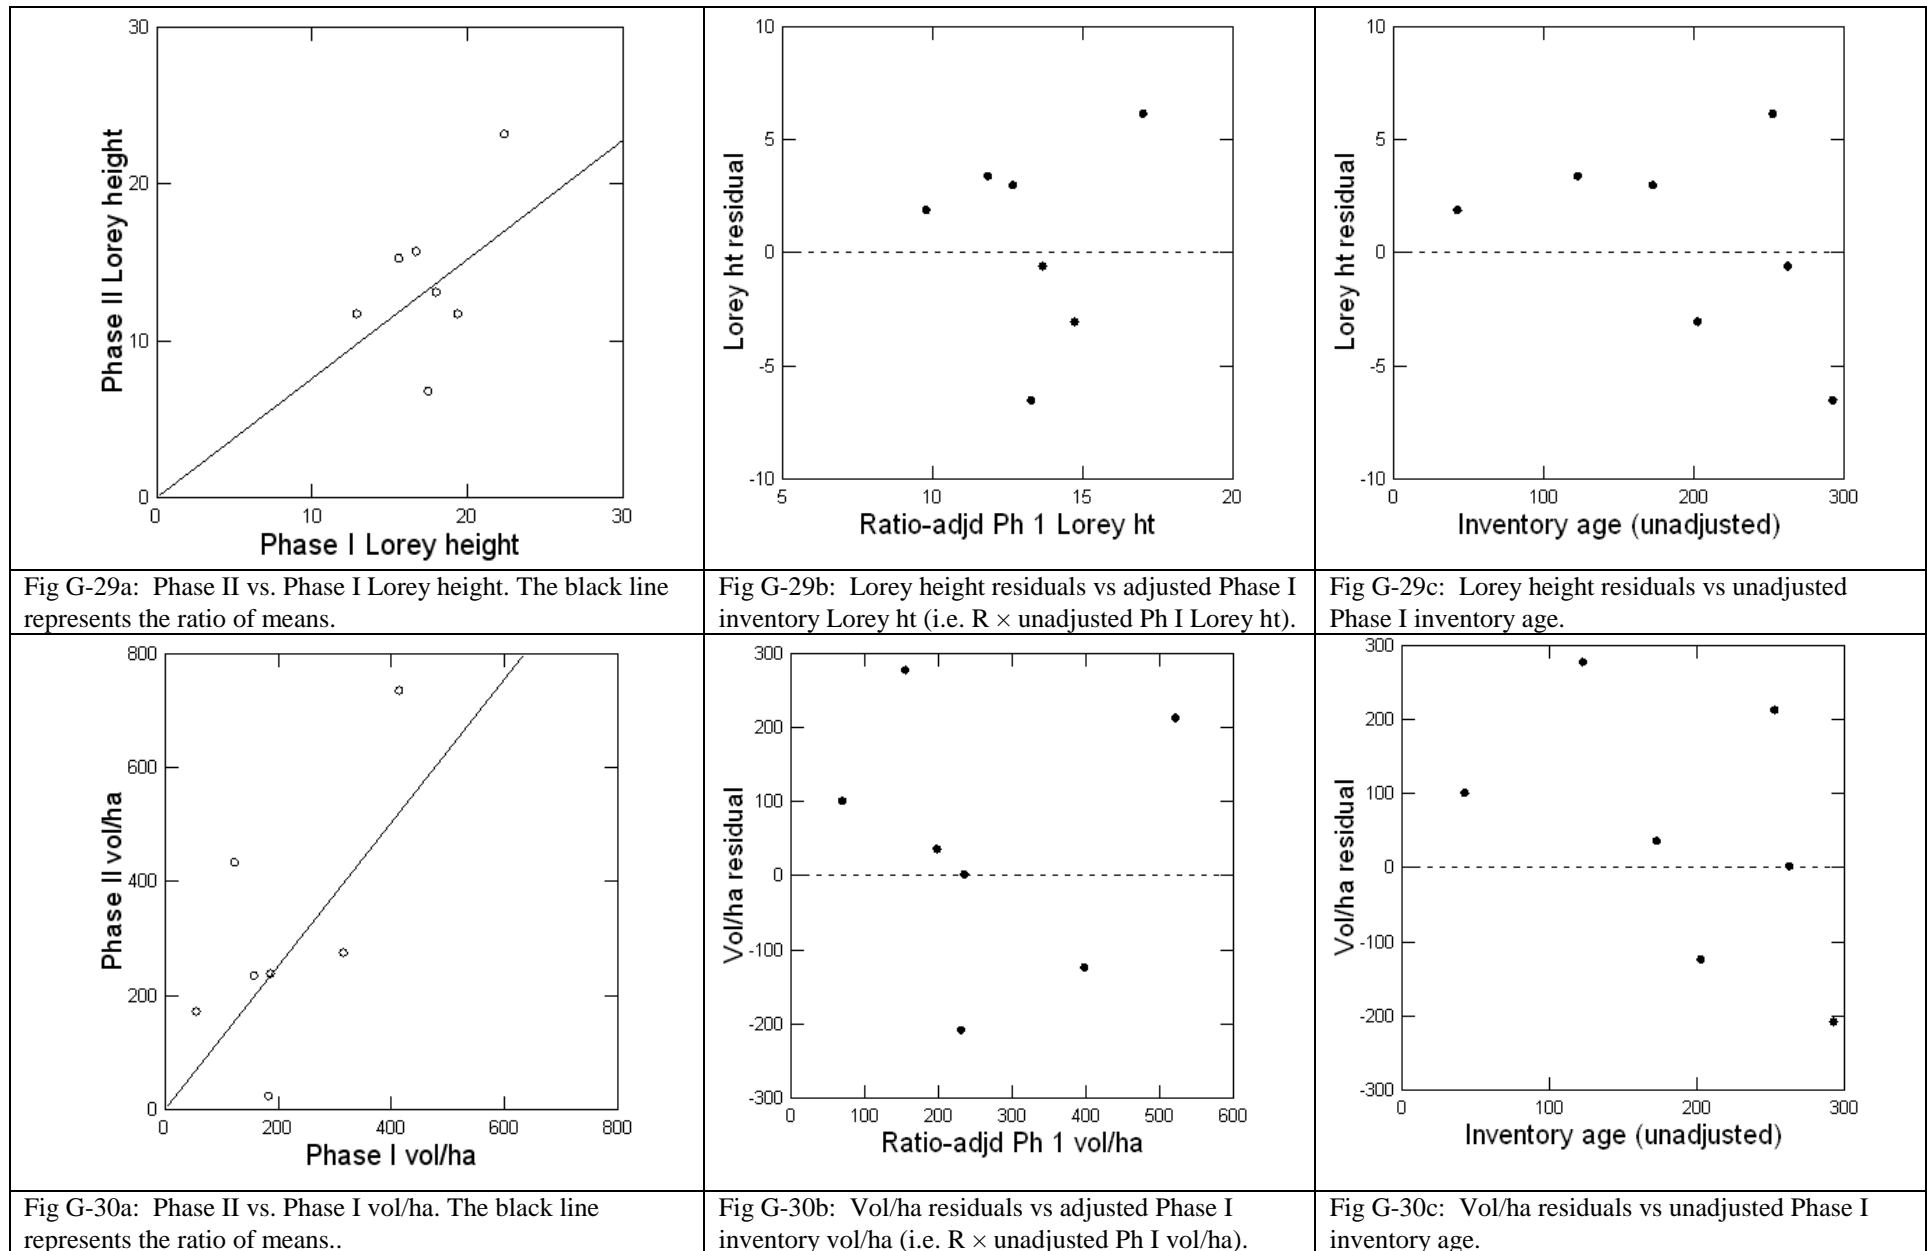 30
20
10
0
0
10
20
30
Phase II Lorey height
Phase I Lorey height
10
5
0
-5
-10
5
10
15
20
Lorey ht residual
Ratio-adjd Ph 1 Lorey ht
10
5
0
-5
-10
0
100
200
300
Lorey ht residual
Inventory age (unadjusted)
Fig G-29a: Phase II vs. Phase I Lorey height. The black line
represents the ratio of means.
Fig G-29b: Lorey height residuals vs adjusted Phase I
inventory Lorey ht (i.e. R × unadjusted Ph I Lorey ht).
Fig G-29c: Lorey height residuals vs unadjusted
Phase I inventory age.
800
600
400
200
0
0
200
400
600
800
Phase II vol/ha
Phase I vol/ha
300
200
100
0
-100
-200
-300
0
100
200
300
400
500
600
Vol/ha residual
Ratio-adjd Ph 1 vol/ha
300
200
100
0
-100
-200
-300
0
100
200
300
Vol/ha residual
Inventory age (unadjusted)
Fig G-30a: Phase II vs. Phase I vol/ha. The black line
represents the ratio of means..
Fig G-30b: Vol/ha residuals vs adjusted Phase I
inventory vol/ha (i.e. R × unadjusted Ph I vol/ha).
Fig G-30c: Vol/ha residuals vs unadjusted Phase I
inventory age.